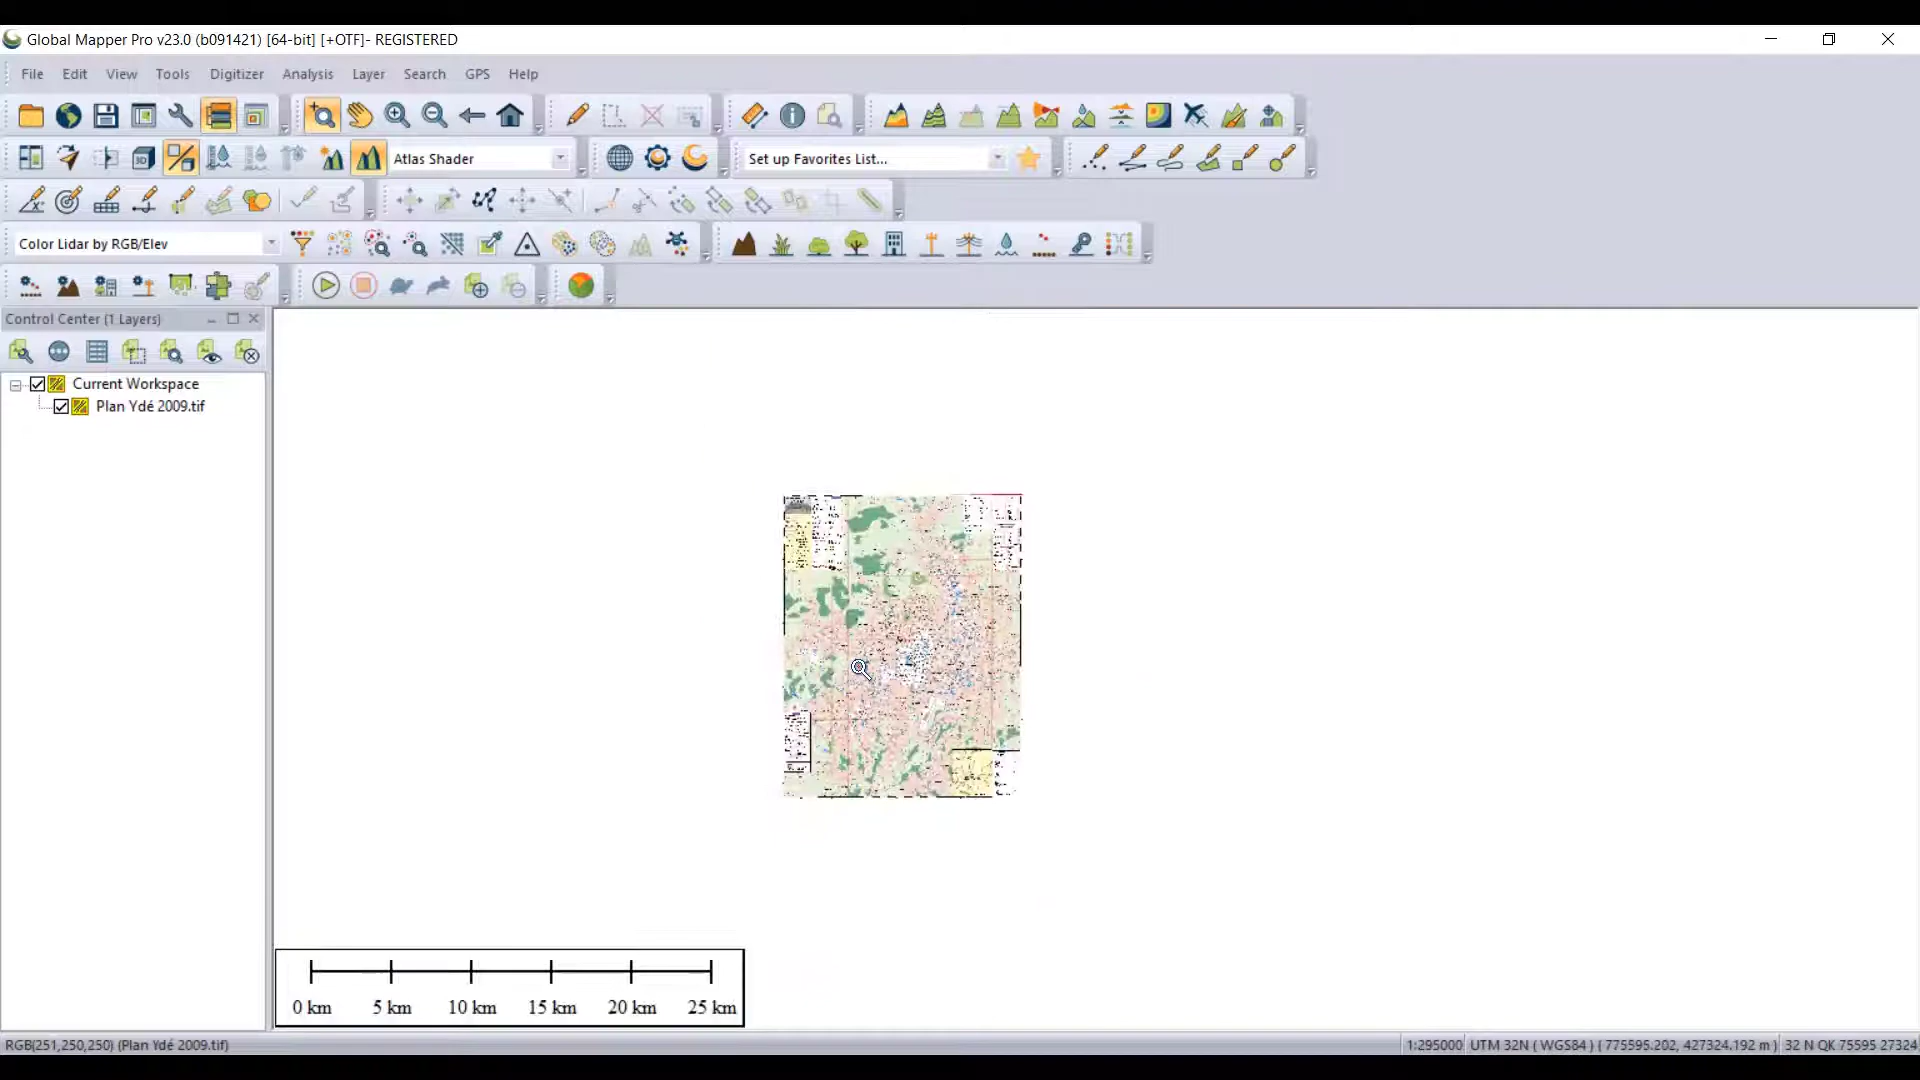 Global Mapper Pro v23.0 (b091421) [64-bit] [+OTF]- REGISTERED
File Edit View Tools Digitizer Analysis Layer Search GPS Help
Atlas Shader
Set up Favorites List...
Color Lidar by RGB/Elev
Control Center (1 Layers)
Current Workspace
Plan Ydé 2009.tif
0 km 5 km 10 km 15 km 20 km 25 km
RGB(251,250,250) (Plan Ydé 2009.tif) 1:295000 UTM 32N ( WGS84 ) ( 775595.202, 427324.192 m ) 32 N QK 75595 27324